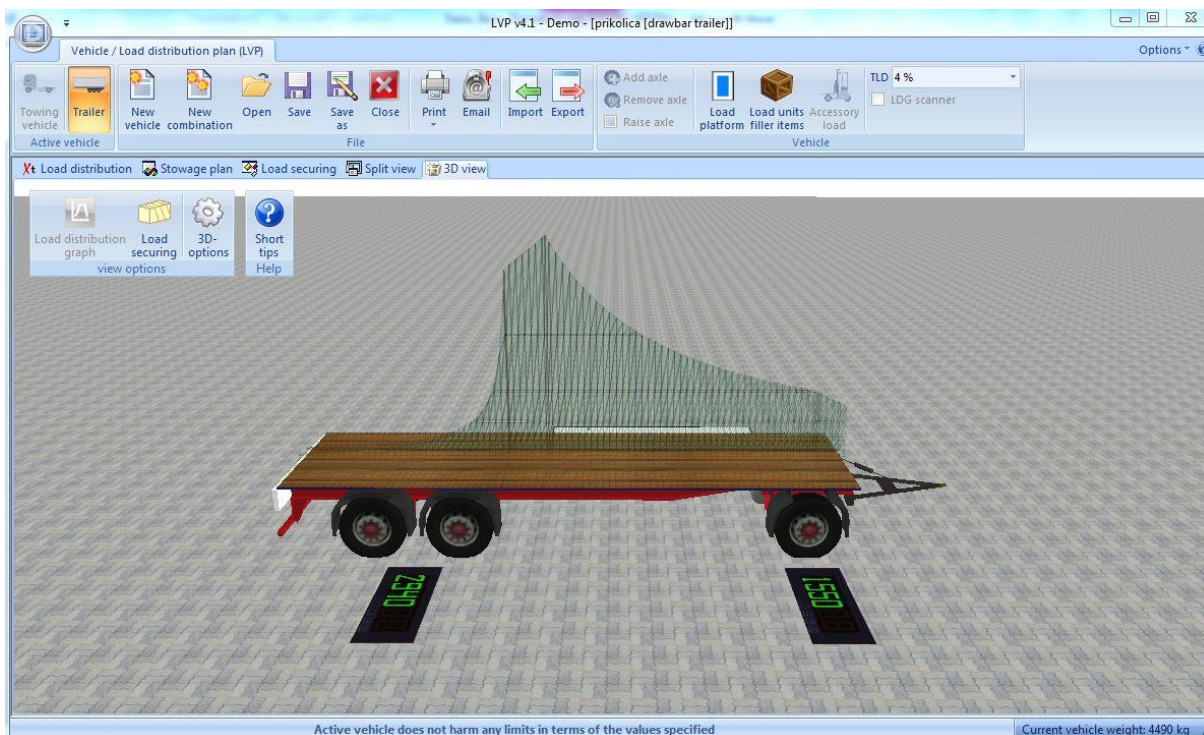 LVP v4.1 - Demo - [prikolica [drawbar trailer]]
Vehicle / Load distribution plan (LVP)
Options
Towing vehicle
Trailer
New vehicle
New combination
Open
Save
Save as
Close
Print
Email
Import
Export
Add axle
Remove axle
Raise axle
Load platform
Load units filler items
Accessory load
TLD 4 %
LDG scanner
Active vehicle
File
Vehicle
Xt Load distribution
Stowage plan
Load securing
Split view
3D view
Load distribution graph
Load securing
3D-options
Short tips
view options
Help
2940
1550
Active vehicle does not harm any limits in terms of the values specified
Current vehicle weight: 4490 kg